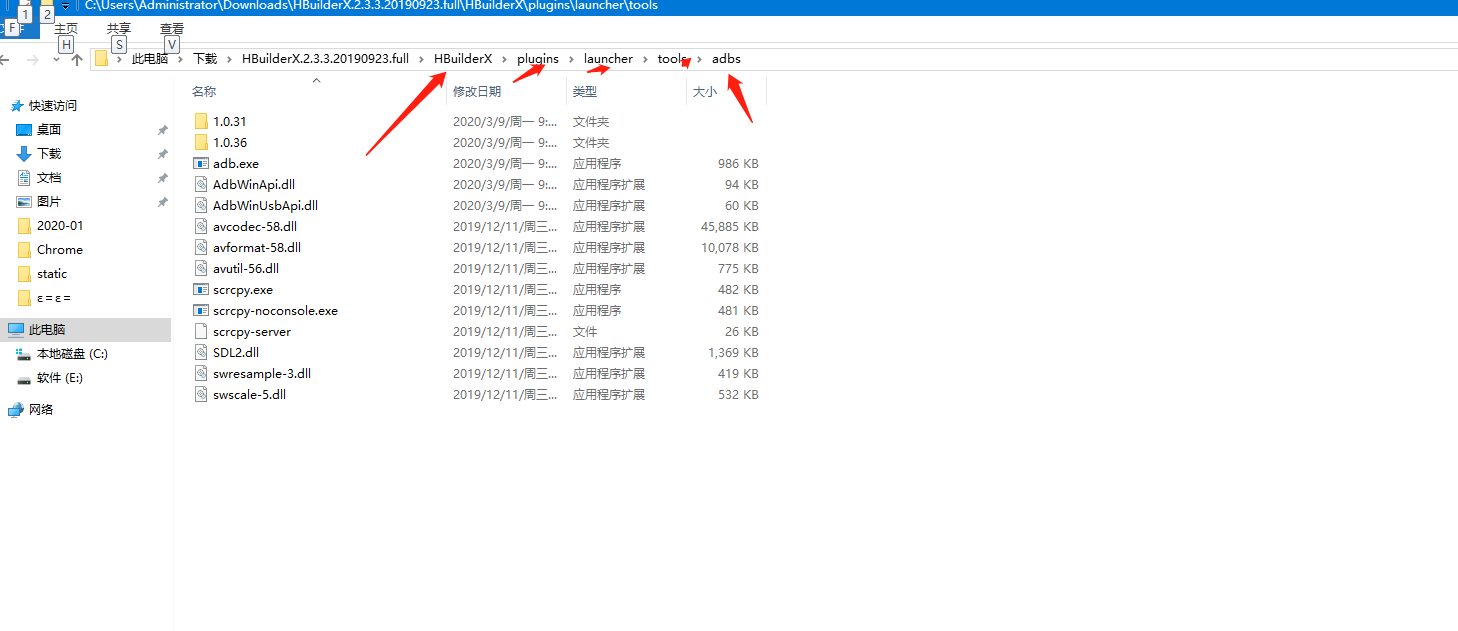 C:\Users\Administrator\Downloads\HBuilderX.2.3.3.20190923.full\HBuilderX\plugins\launcher\tools
1 2
F 主页 共享 查看
H S V
此电脑 下载 HBuilderX.2.3.3.20190923.full HBuilderX plugins launcher tools adbs
名称 修改日期 类型 大小
快速访问
桌面
下载
文档
图片
2020-01
Chrome
static
ε=ε=
此电脑
本地磁盘 (C:)
软件 (E:)
网络
1.0.31 2020/3/9/周一 9:... 文件夹
1.0.36 2020/3/9/周一 9:... 文件夹
adb.exe 2020/3/9/周一 9:... 应用程序 986 KB
AdbWinApi.dll 2020/3/9/周一 9:... 应用程序扩展 94 KB
AdbWinUsbApi.dll 2020/3/9/周一 9:... 应用程序扩展 60 KB
avcodec-58.dll 2019/12/11/周三... 应用程序扩展 45,885 KB
avformat-58.dll 2019/12/11/周三... 应用程序扩展 10,078 KB
avutil-56.dll 2019/12/11/周三... 应用程序扩展 775 KB
scrcpy.exe 2019/12/11/周三... 应用程序 482 KB
scrcpy-noconsole.exe 2019/12/11/周三... 应用程序 481 KB
scrcpy-server 2019/12/11/周三... 文件 26 KB
SDL2.dll 2019/12/11/周三... 应用程序扩展 1,369 KB
swresample-3.dll 2019/12/11/周三... 应用程序扩展 419 KB
swscale-5.dll 2019/12/11/周三... 应用程序扩展 532 KB